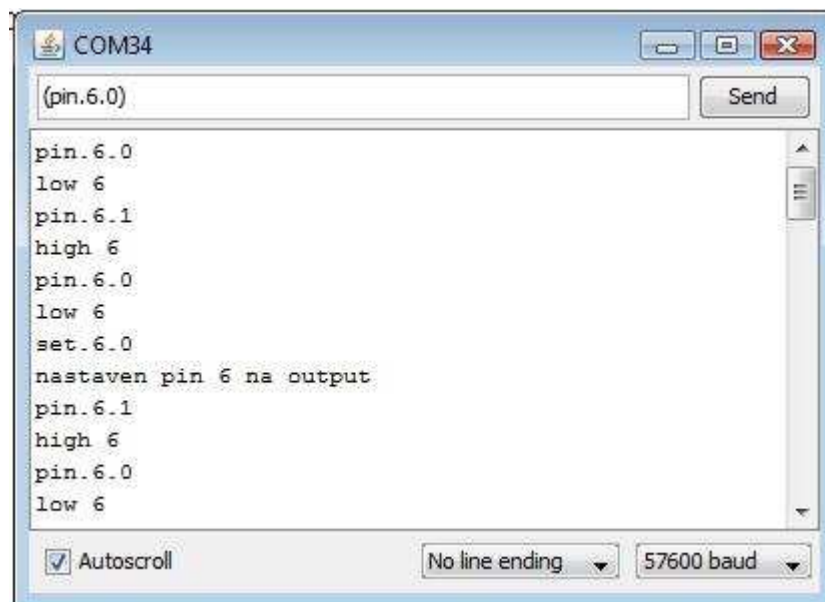 COM34
(pin.6.0)
Send
pin.6.0
low 6
pin.6.1
high 6
pin.6.0
low 6
set.6.0
nastaven pin 6 na output
pin.6.1
high 6
pin.6.0
low 6
Autoscroll
No line ending
57600 baud